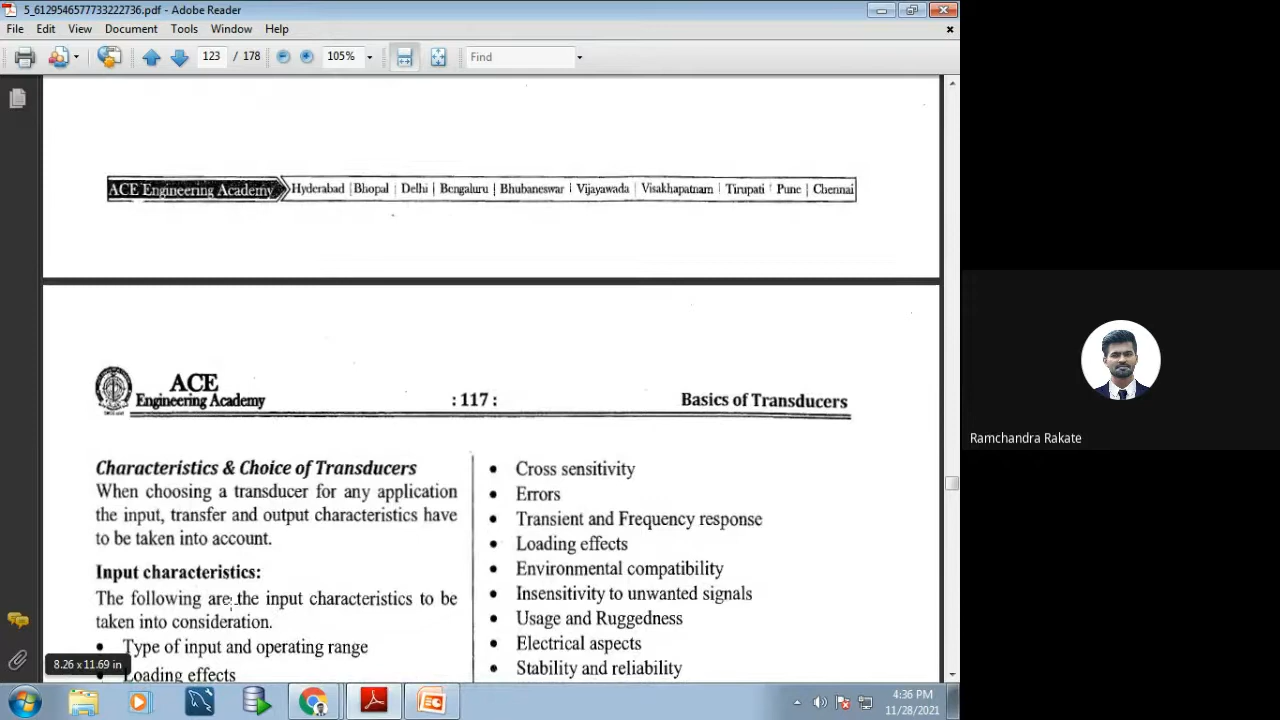 5_6129546577733222736.pdf - Adobe Reader
File Edit View Document Tools Window Help
123 / 178 105% Find
ACE Engineering Academy Hyderabad | Bhopal | Delhi | Bengaluru | Bhubaneswar | Vijayawada | Visakhapatnam | Tirupati | Pune | Chennai
ACE
Engineering Academy
: 117 :
Basics of Transducers
Characteristics & Choice of Transducers
When choosing a transducer for any application
the input, transfer and output characteristics have
to be taken into account.
Input characteristics:
The following are the input characteristics to be
taken into consideration.
• Type of input and operating range
• Loading effects
• Cross sensitivity
• Errors
• Transient and Frequency response
• Loading effects
• Environmental compatibility
• Insensitivity to unwanted signals
• Usage and Ruggedness
• Electrical aspects
• Stability and reliability
8.26 x 11.69 in
Ramchandra Rakate
4:36 PM
11/28/2021